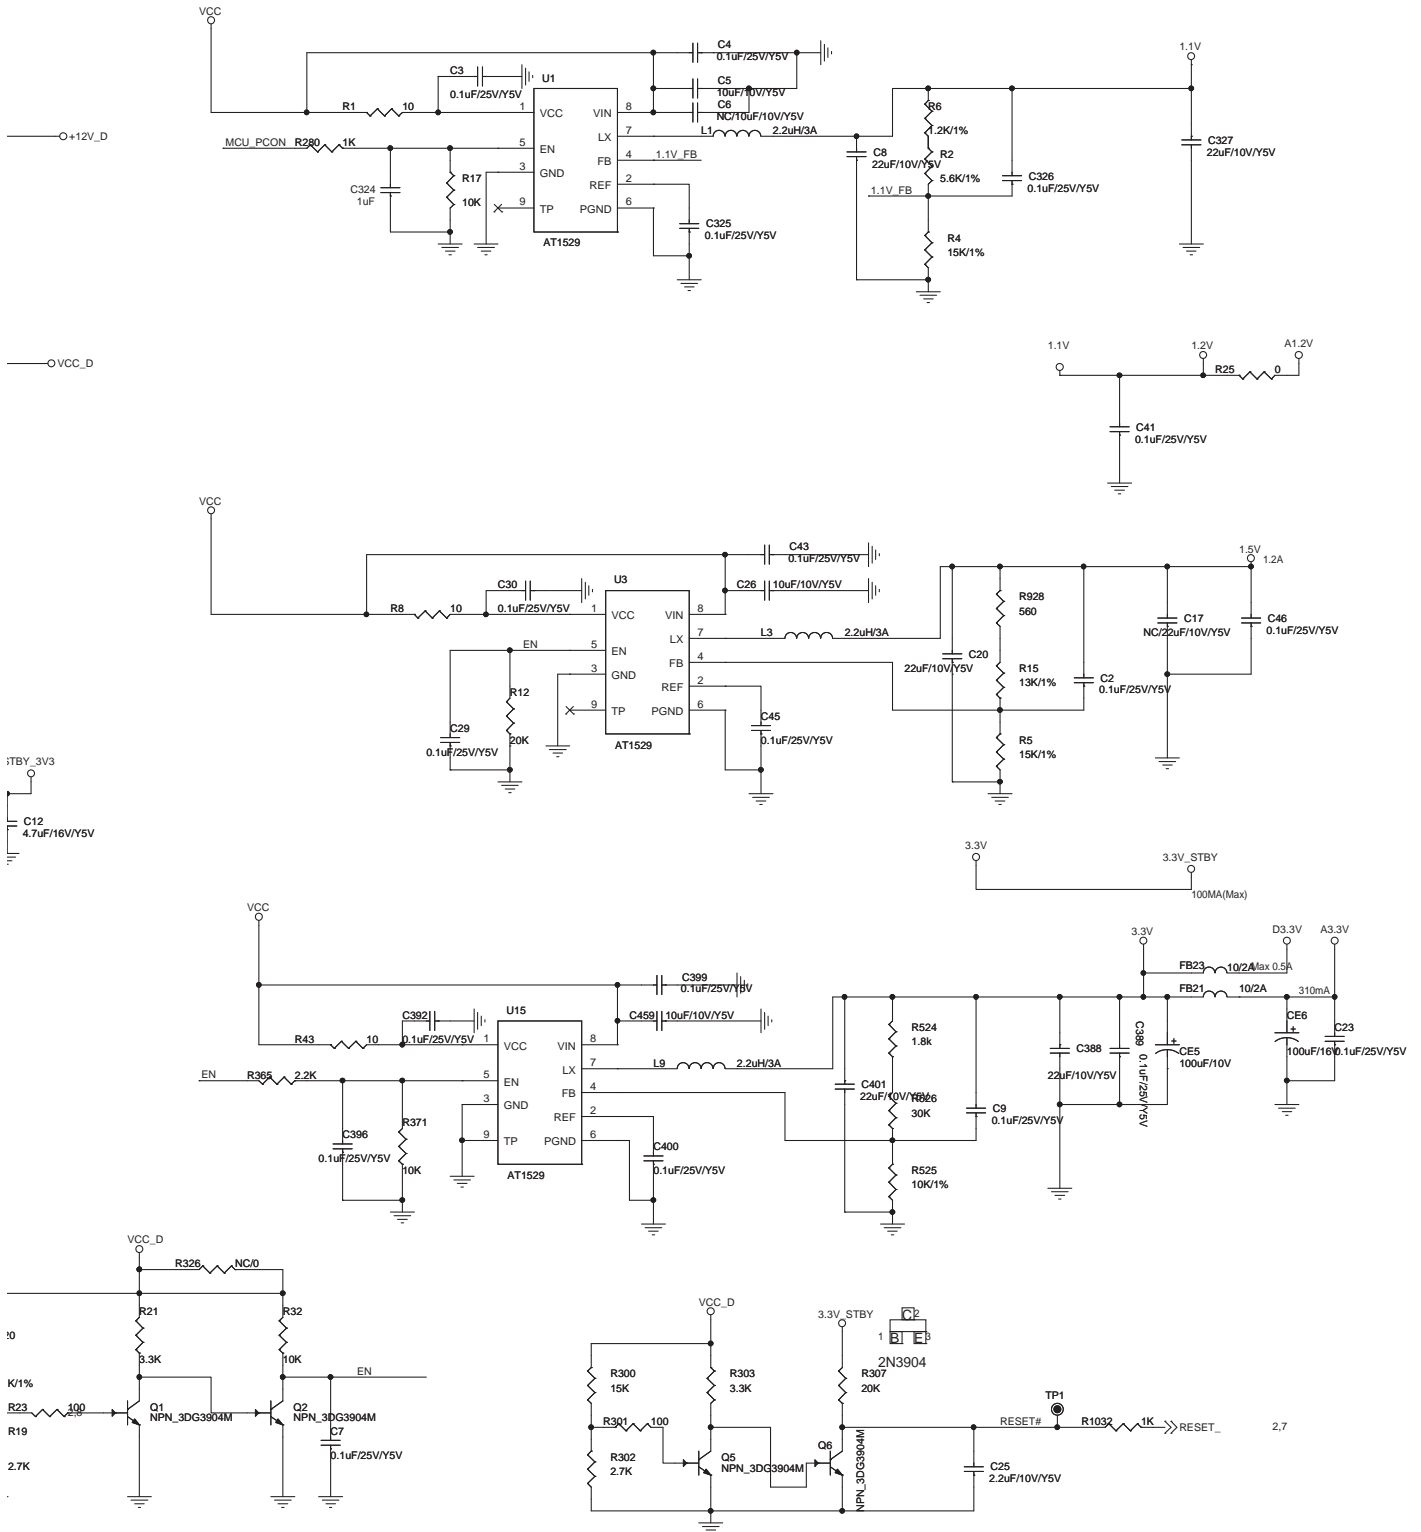 VCC
C4
0.1uF/25V/Y5V
1.1V
C3
0.1uF/25V/Y5V
U1
C5
10uF/10V/Y5V
C6
NC/10uF/10V/Y5V
R1 10
1 VCC VIN 8
R6
1.2K/1%
+12V_D
LX 7
L1 2.2uH/3A
C327
22uF/10V/Y5V
MCU_PCON R280 1K
5 EN
FB 4 1.1V_FB
C8
22uF/10V/Y5V
R2
5.6K/1%
3 GND
REF 2
C326
0.1uF/25V/Y5V
C324
1uF
R17
10K
1.1V_FB
9 TP PGND 6
C325
0.1uF/25V/Y5V
AT1529
R4
15K/1%
VCC_D
1.1V 1.2V A1.2V
R25 0
C41
0.1uF/25V/Y5V
VCC
C43
0.1uF/25V/Y5V
1.5V
1.2A
C30
0.1uF/25V/Y5V
U3
C26 10uF/10V/Y5V
R928
560
R8 10
1 VCC VIN 8
C17
NC/22uF/10V/Y5V
C46
0.1uF/25V/Y5V
LX 7
L3 2.2uH/3A
EN 5 EN
FB 4
C20
22uF/10V/Y5V
3 GND
REF 2
R15
13K/1%
C2
0.1uF/25V/Y5V
R12
20K
9 TP PGND 6
C45
0.1uF/25V/Y5V
C29
0.1uF/25V/Y5V
AT1529
R5
15K/1%
STBY_3V3
C12
4.7uF/16V/Y5V
3.3V
3.3V_STBY
100MA(Max)
VCC
3.3V D3.3V A3.3V
FB23 10/2A Max 0.5A
C399
0.1uF/25V/Y5V
FB21 10/2A 310mA
C392
0.1uF/25V/Y5V
U15
C459 10uF/10V/Y5V
R524
1.8k
CE6
100uF/16V
C23
0.1uF/25V/Y5V
R43 10
1 VCC VIN 8
C388
22uF/10V/Y5V
C389 0.1uF/25V/Y5V
+
CE5
100uF/10V
+
LX 7
L9 2.2uH/3A
EN R365 2.2K
5 EN
FB 4
C401
22uF/10V/Y5V
30K
3 GND
REF 2
C9
0.1uF/25V/Y5V
R371
10K
C396
0.1uF/25V/Y5V
9 TP PGND 6
C400
0.1uF/25V/Y5V
AT1529
R525
10K/1%
VCC_D
R326 NC/0
R21
3.3K
R32
10K
VCC_D
3.3V_STBY
C 2
1 B E 3
2N3904
20
K/1%
EN
R300
15K
R303
3.3K
R307
20K
R23 100
Q1
NPN_3DG3904M
Q2
NPN_3DG3904M
TP1
R301 100
RESET# R1032 1K RESET_ 2,7
R19
2.7K
C7
0.1uF/25V/Y5V
R302
2.7K
Q5
NPN_3DG3904M
Q6
NPN_3DG3904M
C25
2.2uF/10V/Y5V